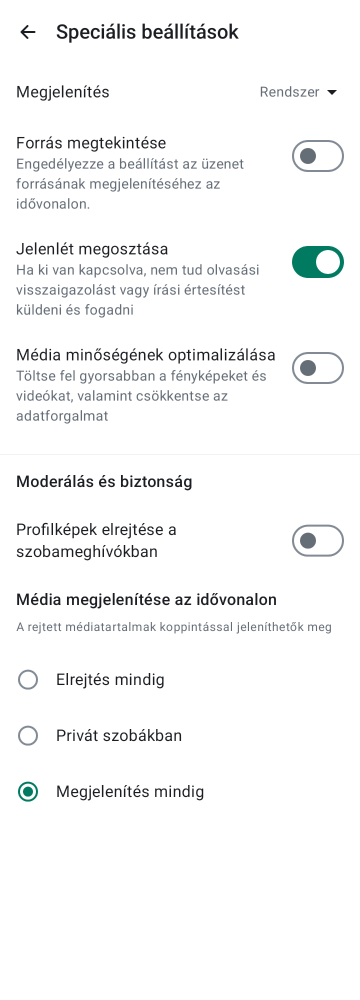 Speciális beállítások
Megjelenítés
Rendszer
Forrás megtekintése
Engedélyezze a beállítást az üzenet
forrásának megjelenítéséhez az
idővonalon.
Jelenlét megosztása
Ha ki van kapcsolva, nem tud olvasási
visszaigazolást vagy írási értesítést
küldeni és fogadni
Média minőségének optimalizálása
Töltse fel gyorsabban a fényképeket és
videókat, valamint csökkentse az
adatforgalmat
Moderálás és biztonság
Profilképek elrejtése a
szobameghívókban
Média megjelenítése az idővonalon
A rejtett médiatartalmak koppintással jeleníthetők meg
Elrejtés mindig
Privát szobákban
Megjelenítés mindig